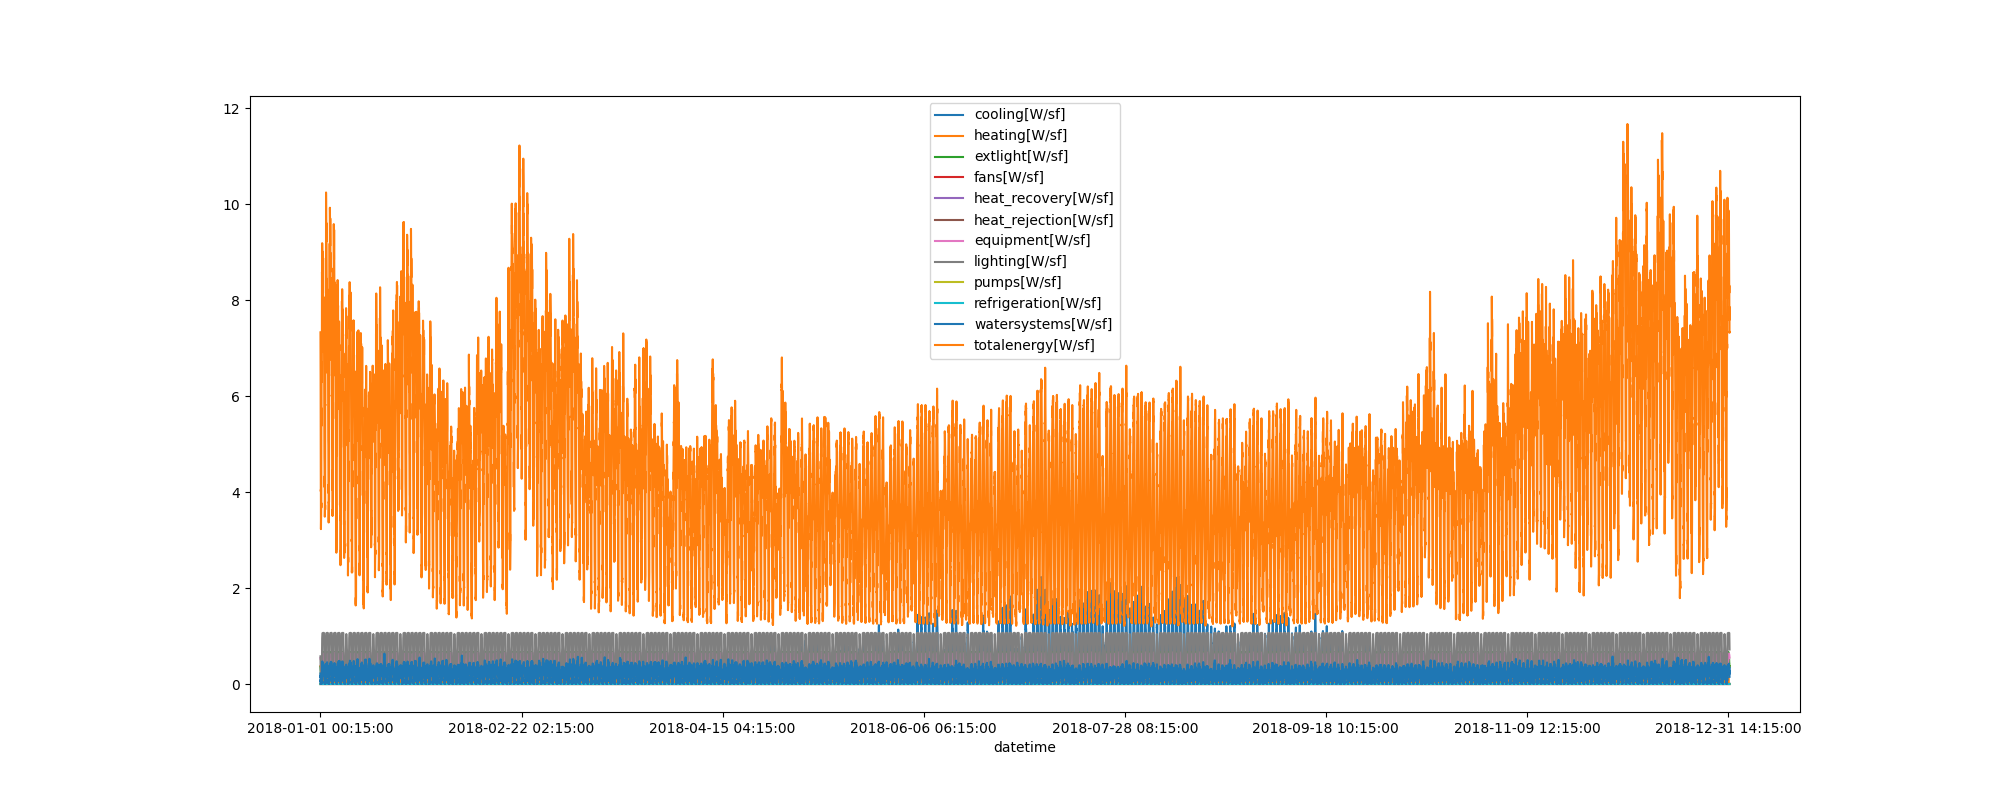 12
10
8
6
4
2
0
cooling[W/sf]
heating[W/sf]
extlight[W/sf]
fans[W/sf]
heat_recovery[W/sf]
heat_rejection[W/sf]
equipment[W/sf]
lighting[W/sf]
pumps[W/sf]
refrigeration[W/sf]
watersystems[W/sf]
totalenergy[W/sf]
2018-01-01 00:15:00 2018-02-22 02:15:00 2018-04-15 04:15:00 2018-06-06 06:15:00 2018-07-28 08:15:00 2018-09-18 10:15:00 2018-11-09 12:15:00 2018-12-31 14:15:00
datetime